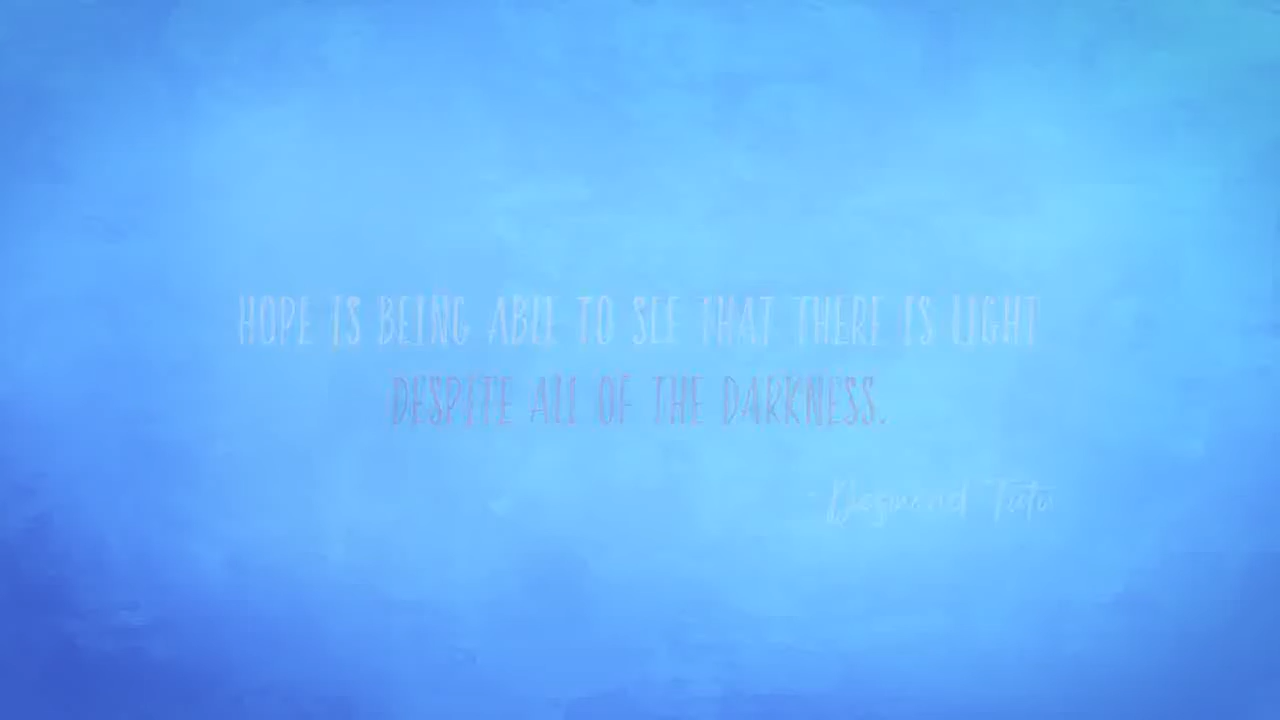 HOPE IS BEING ABLE TO SEE THAT THERE IS LIGHT
DESPITE ALL OF THE DARKNESS.
Desmond Tutu